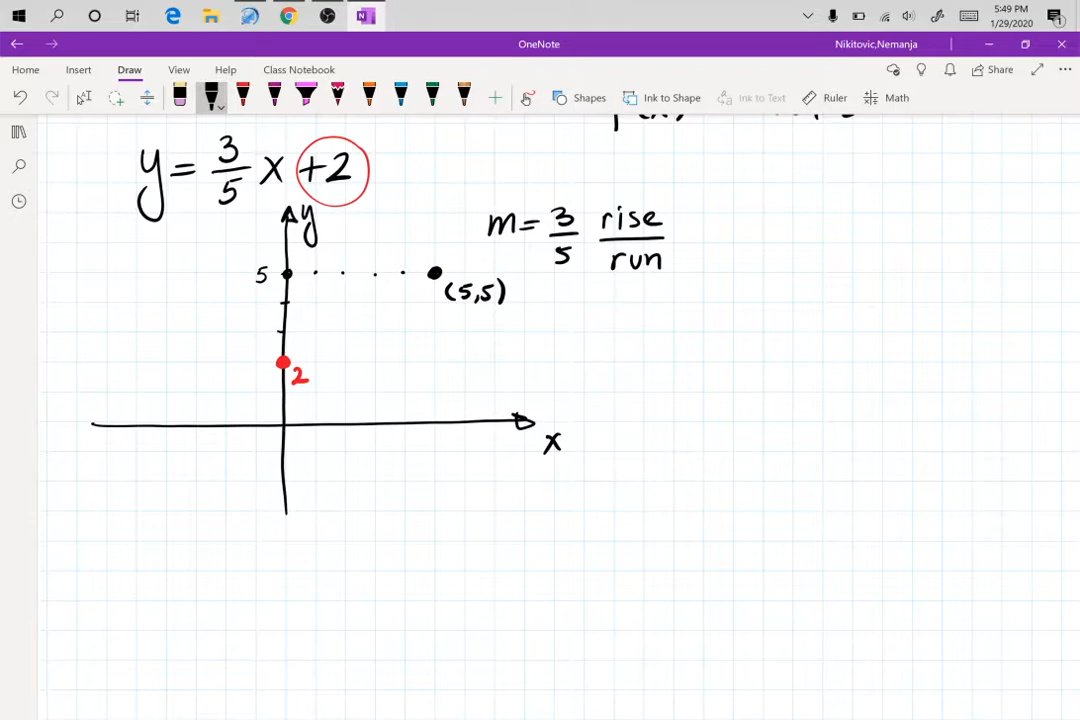 5:49 PM
1/29/2020
OneNote
Nikitovic,Nemanja
Home Insert Draw View Help Class Notebook
Share
Shapes Ink to Shape Ink to Text Ruler Math
y = 3/5 x +2
y
m = 3/5 rise/run
5
(5,5)
2
x